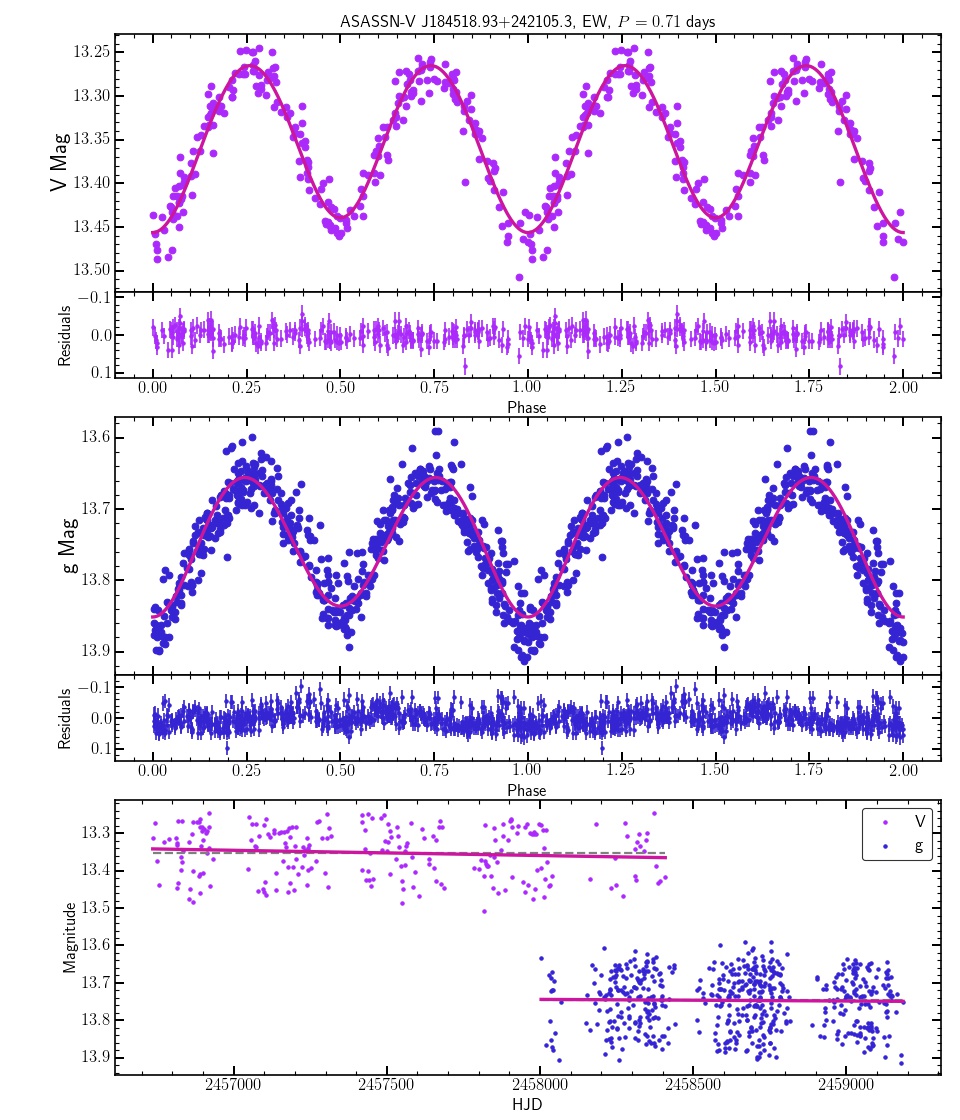 ASASSN-V J184518.93+242105.3, EW, P = 0.71 days
V Mag
13.25
13.30
13.35
13.40
13.45
13.50
Residuals
−0.1
0.0
0.1
0.00 0.25 0.50 0.75 1.00 1.25 1.50 1.75 2.00
Phase
g Mag
13.6
13.7
13.8
13.9
Residuals
−0.1
0.0
0.1
0.00 0.25 0.50 0.75 1.00 1.25 1.50 1.75 2.00
Phase
Magnitude
13.3
13.4
13.5
13.6
13.7
13.8
13.9
V
g
2457000 2457500 2458000 2458500 2459000
HJD